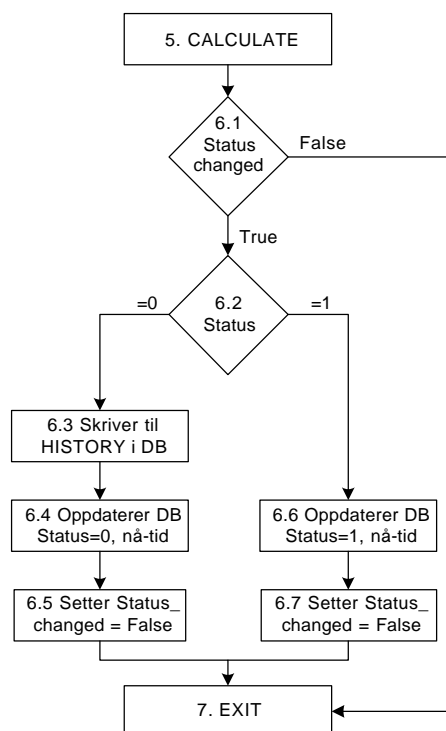 5. CALCULATE
6.1
Status
changed
False
True
=0
6.2
Status
=1
6.3 Skriver til
HISTORY i DB
6.4 Oppdaterer DB
Status=0, nå-tid
6.6 Oppdaterer DB
Status=1, nå-tid
6.5 Setter Status_
changed = False
6.7 Setter Status_
changed = False
7. EXIT